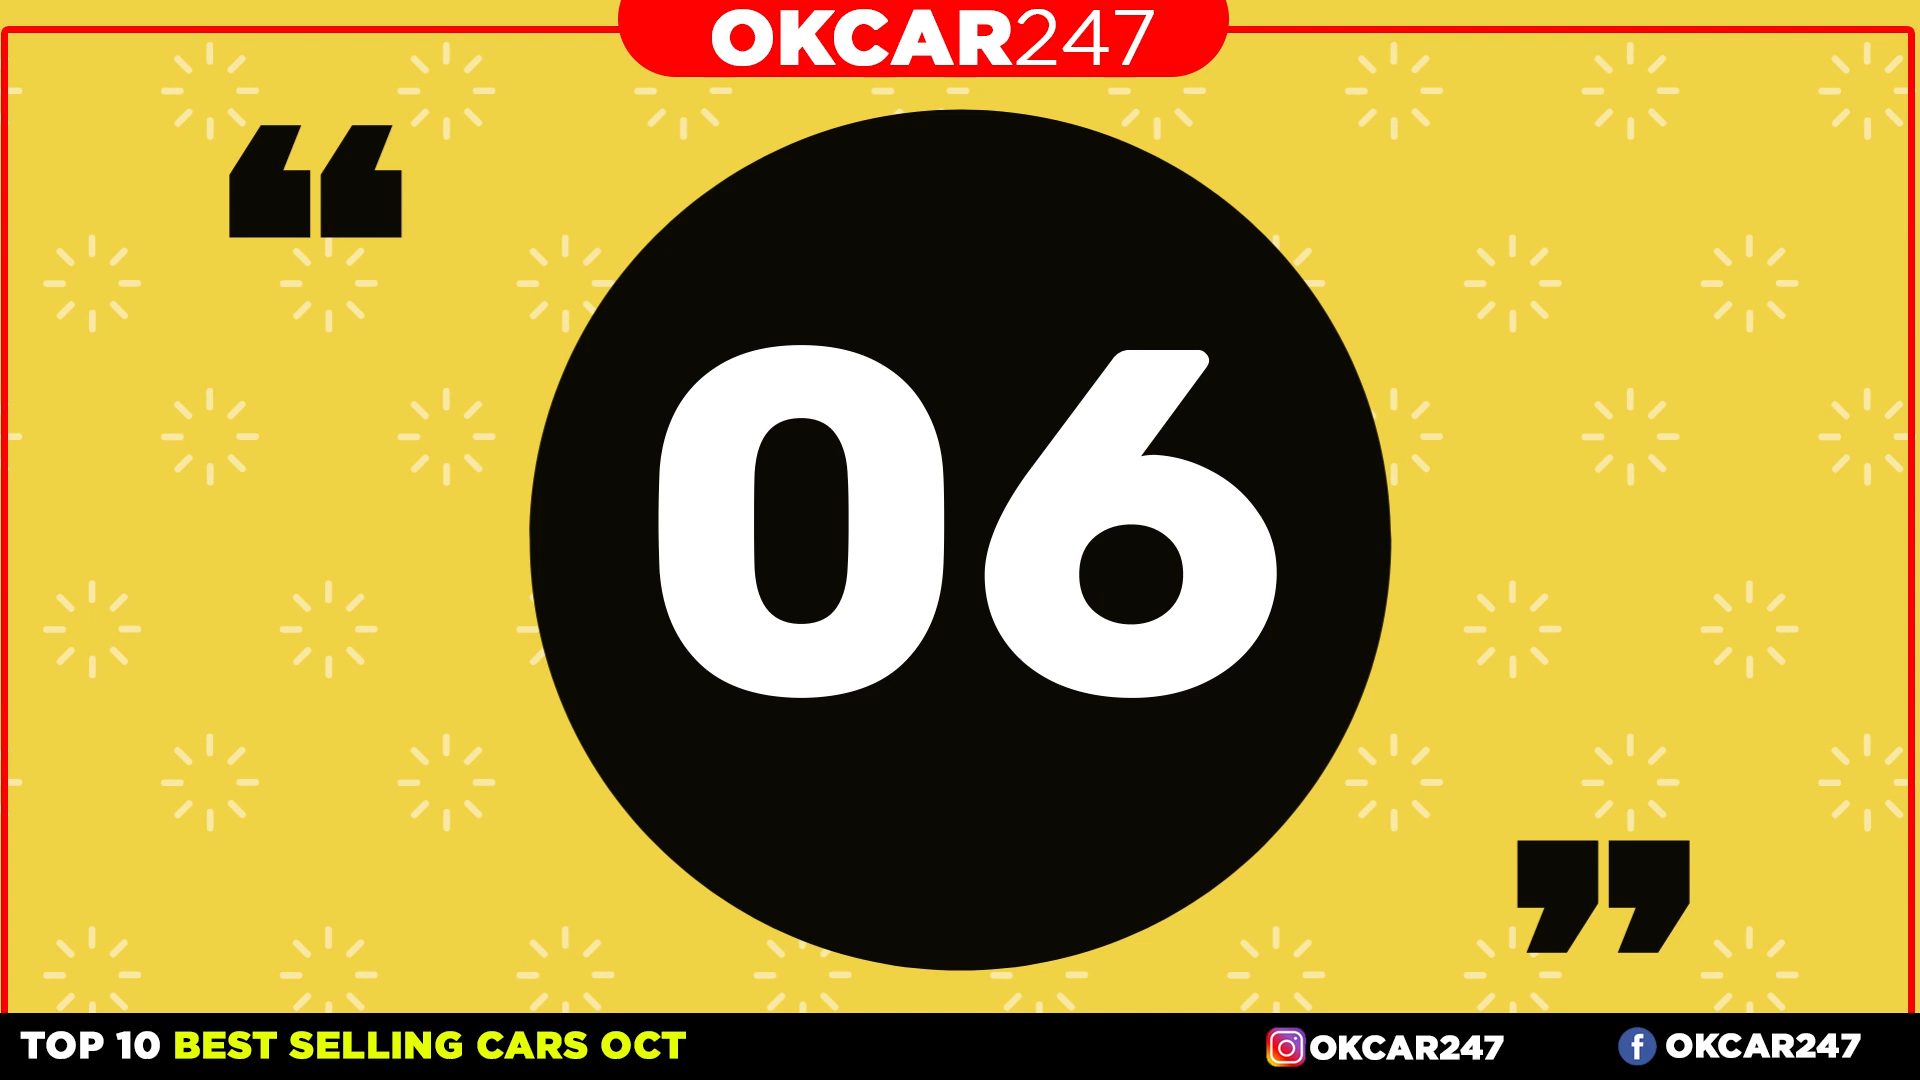 OKCAR247
“
06
”
TOP 10 BEST SELLING CARS OCT
OKCAR247
OKCAR247